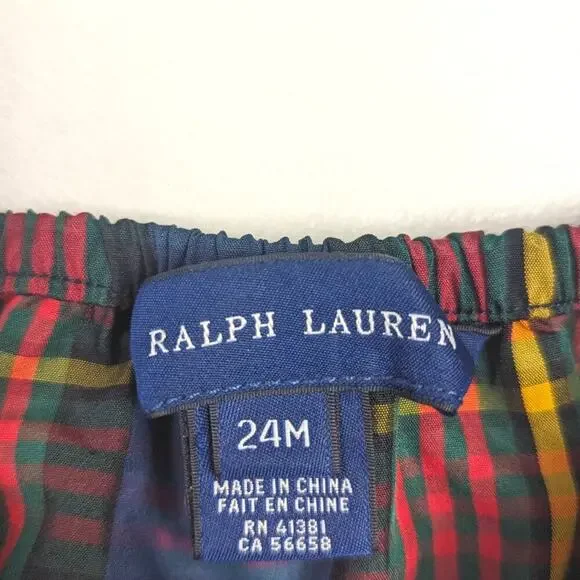 RALPH LAUREN
24M
MADE IN CHINA
FAIT EN CHINE
RN 41381
CA 56658